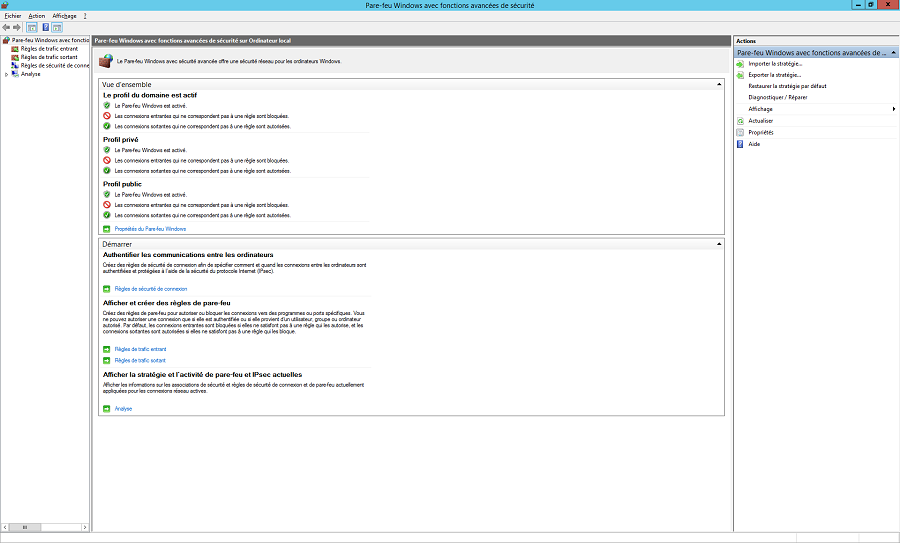 Pare-feu Windows avec fonctions avancées de sécurité
Fichier Action Affichage ?
Pare-feu Windows avec fonctio
Règles de trafic entrant
Règles de trafic sortant
Règles de sécurité de conne
Analyse
Pare-feu Windows avec fonctions avancées de sécurité sur Ordinateur local
Le Pare-feu Windows avec sécurité avancée offre une sécurité réseau pour les ordinateurs Windows.
Vue d'ensemble
Le profil du domaine est actif
Le Pare-feu Windows est activé.
Les connexions entrantes qui ne correspondent pas à une règle sont bloquées.
Les connexions sortantes qui ne correspondent pas à une règle sont autorisées.
Profil privé
Le Pare-feu Windows est activé.
Les connexions entrantes qui ne correspondent pas à une règle sont bloquées.
Les connexions sortantes qui ne correspondent pas à une règle sont autorisées.
Profil public
Le Pare-feu Windows est activé.
Les connexions entrantes qui ne correspondent pas à une règle sont bloquées.
Les connexions sortantes qui ne correspondent pas à une règle sont autorisées.
Propriétés du Pare-feu Windows
Démarrer
Authentifier les communications entre les ordinateurs
Créez des règles de sécurité de connexion afin de spécifier comment et quand les connexions entre les ordinateurs sont
authentifiées et protégées à l'aide de la sécurité du protocole Internet (IPsec).
Règles de sécurité de connexion
Afficher et créer des règles de pare-feu
Créez des règles de pare-feu pour autoriser ou bloquer les connexions vers des programmes ou ports spécifiques. Vous
ne pouvez autoriser une connexion que si elle est authentifiée ou si elle provient d'un utilisateur, groupe ou ordinateur
autorisé. Par défaut, les connexions entrantes sont bloquées si elles ne satisfont pas à une règle qui les autorise, et les
connexions sortantes sont autorisées si elles ne satisfont pas à une règle qui les bloque.
Règles de trafic entrant
Règles de trafic sortant
Afficher la stratégie et l'activité de pare-feu et IPsec actuelles
Afficher les informations sur les associations de sécurité et règles de sécurité de connexion et de pare-feu actuellement
appliquées pour les connexions réseau actives.
Analyse
Actions
Pare-feu Windows avec fonctions avancées de ...
Importer la stratégie...
Exporter la stratégie...
Restaurer la stratégie par défaut
Diagnostiquer / Réparer
Affichage
Actualiser
Propriétés
Aide